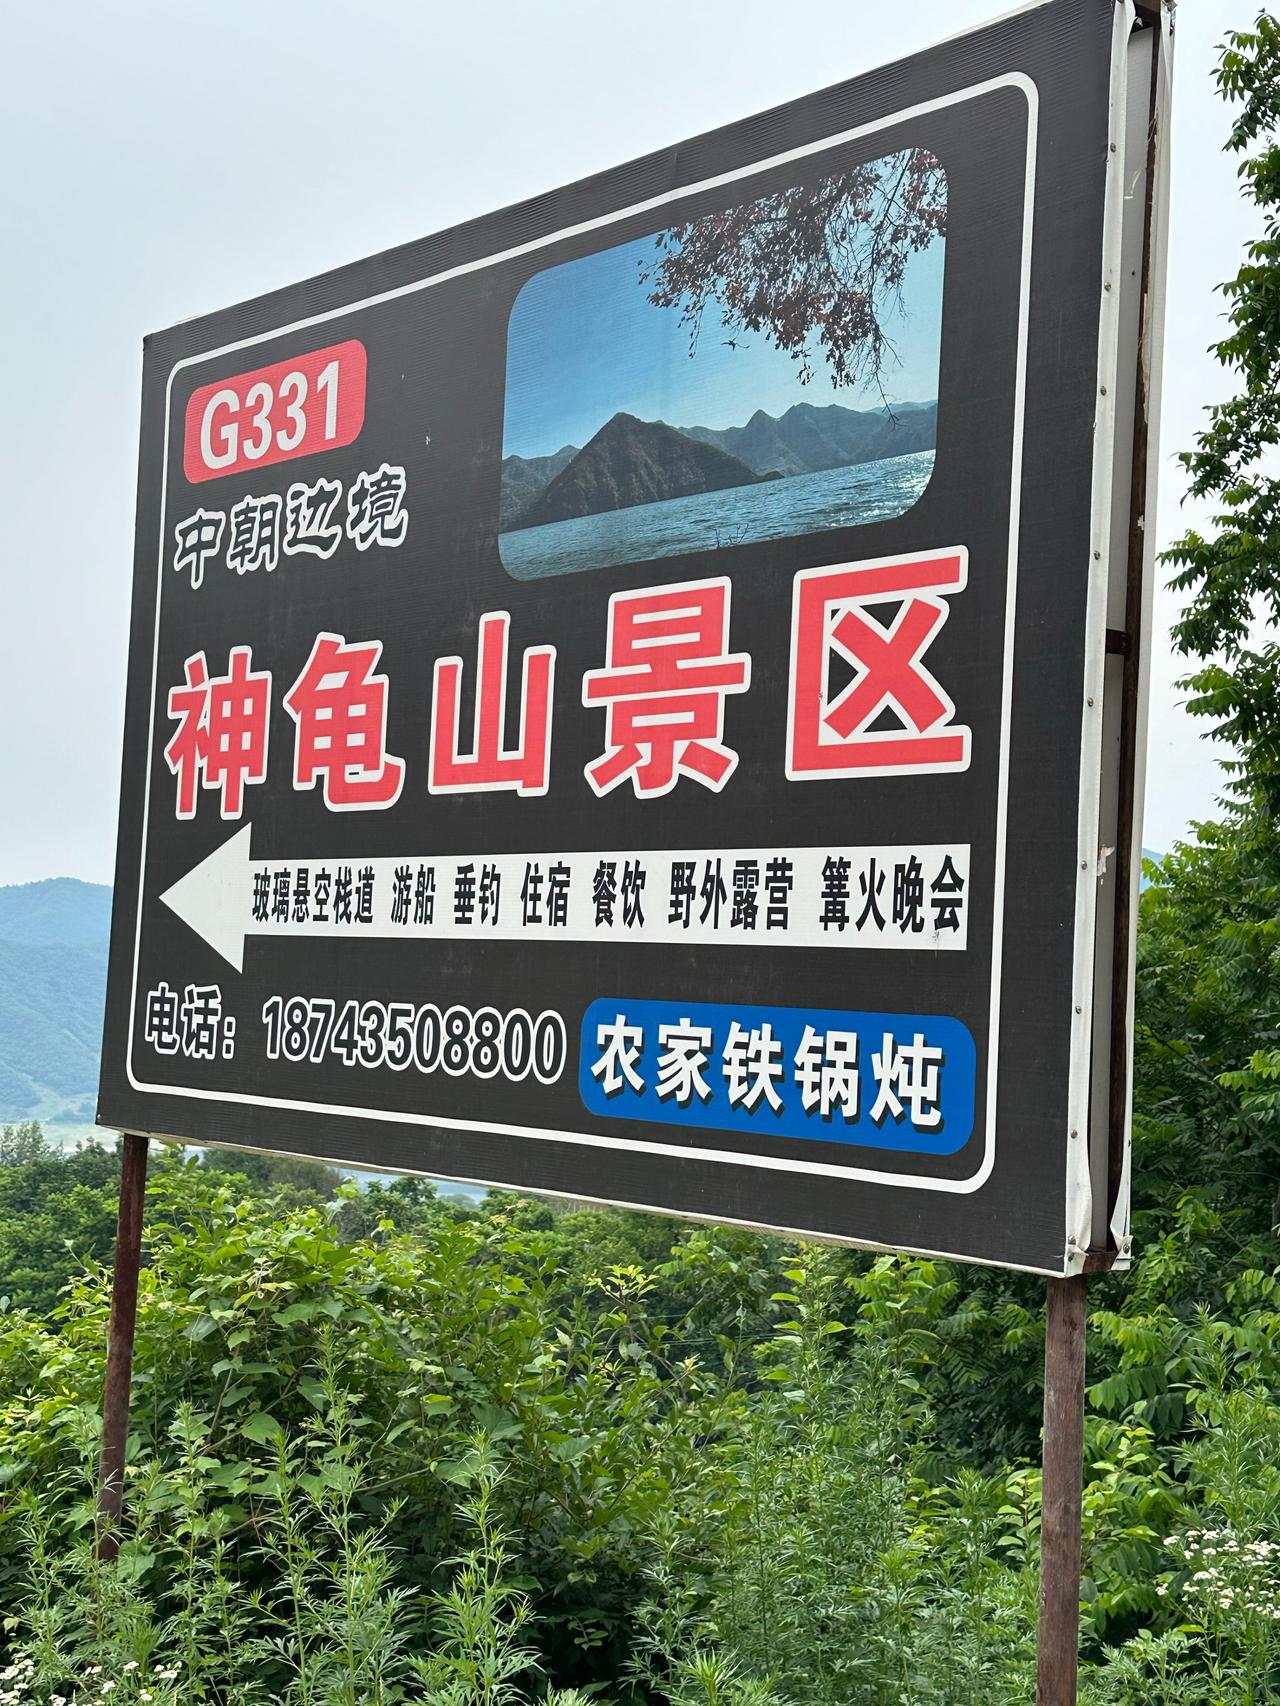 G331
中朝边境
神龟山景区
玻璃悬空栈道 游船 垂钓 住宿 餐饮 野外露营 篝火晚会
电话：18743508800
农家铁锅炖